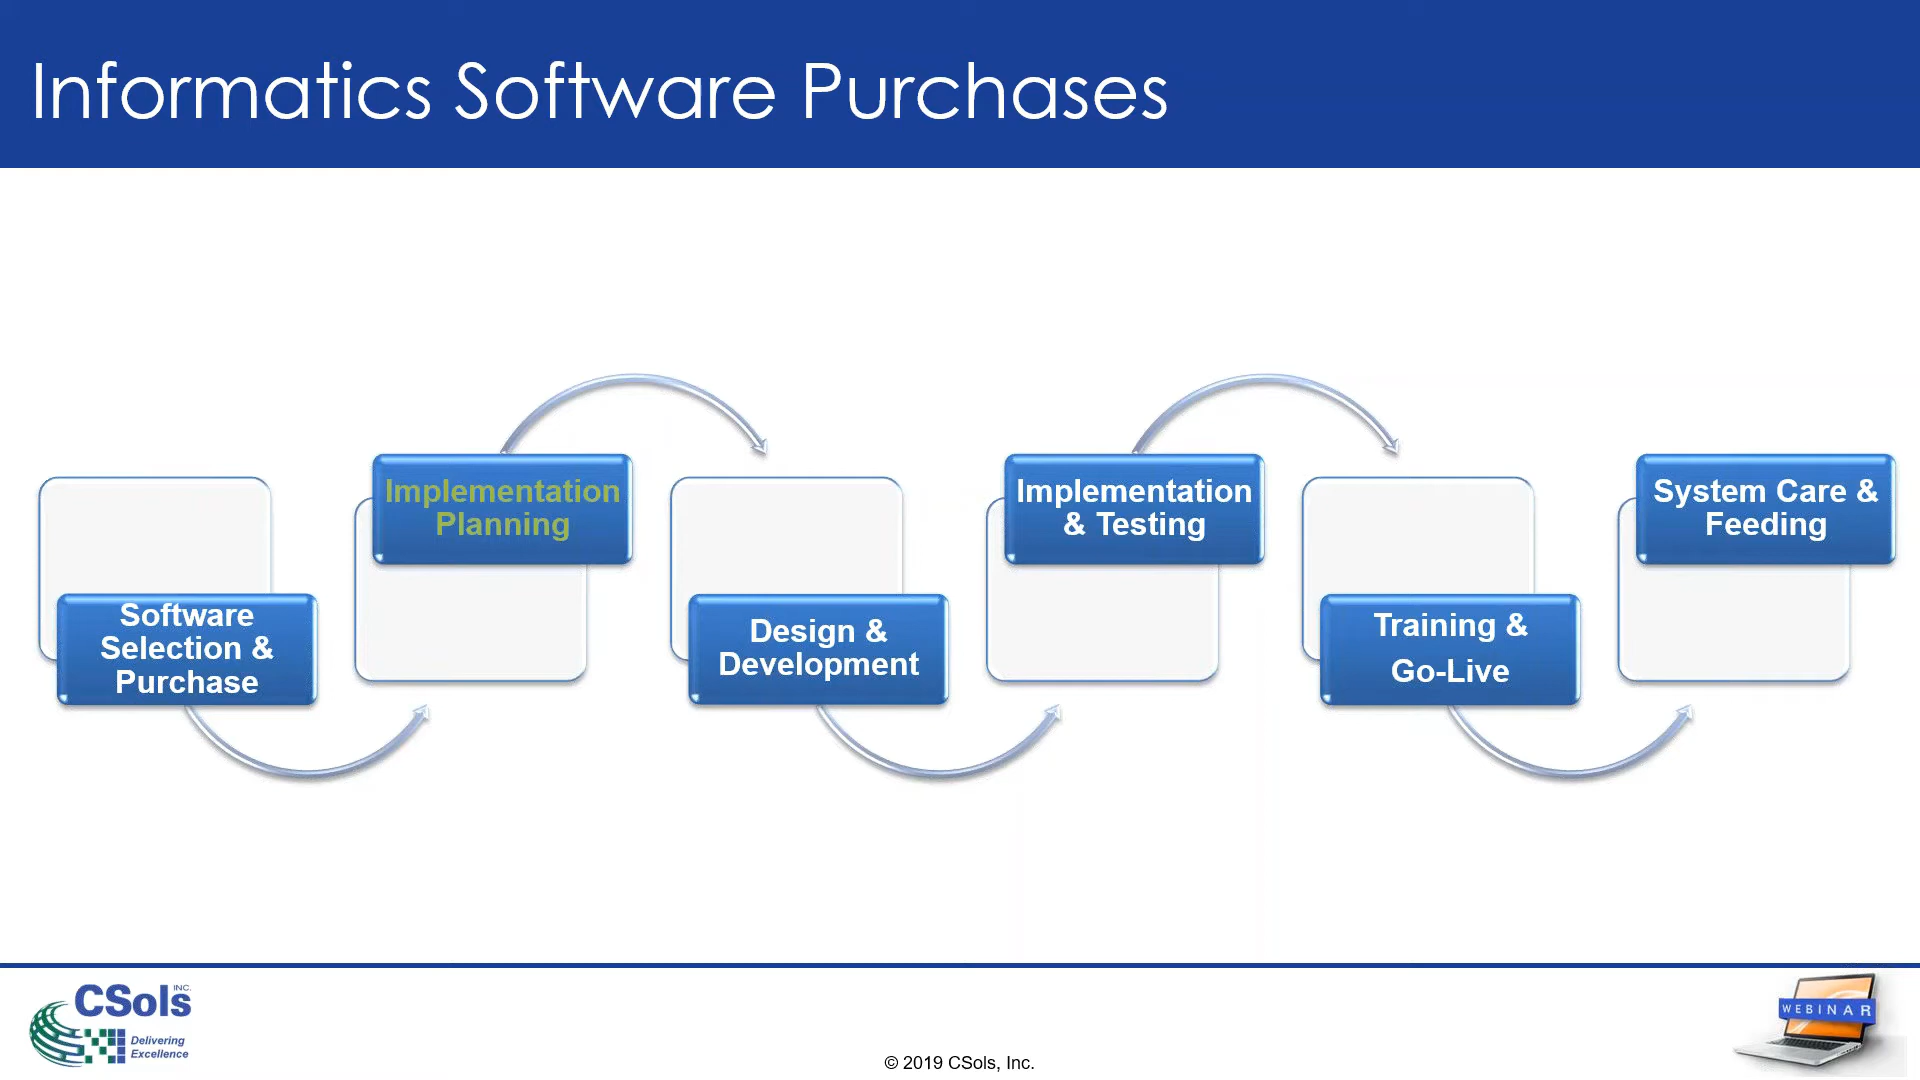 Informatics Software Purchases
Software
Selection &
Purchase
Implementation
Planning
Design &
Development
Implementation
& Testing
Training &
Go-Live
System Care &
Feeding
CSols INC.
Delivering
Excellence
© 2019 CSols, Inc.
WEBINAR